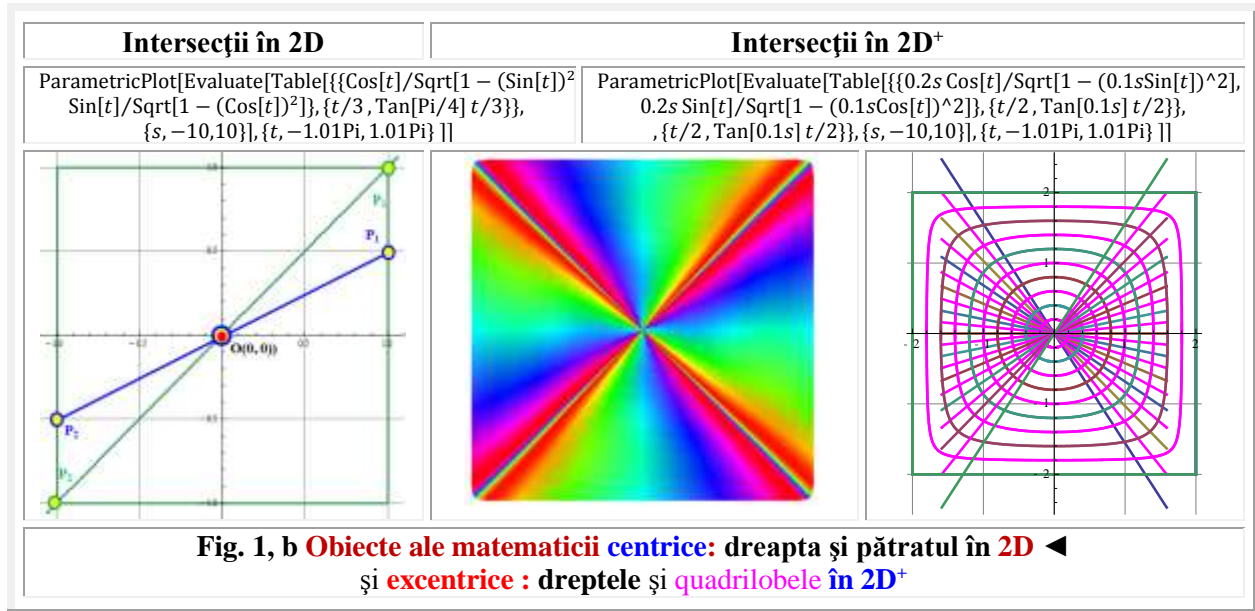 Intersecţii în 2D
Intersecţii în 2D⁺
ParametricPlot[Evaluate[Table[{{Cos[t]/Sqrt[1 − (Sin[t])²
Sin[t]/Sqrt[1 − (Cos[t])²]},{t/3 , Tan[Pi/4] t/3}},
{s, −10,10}],{t, −1.01Pi, 1.01Pi} ]]
ParametricPlot[Evaluate[Table[{{0.2s Cos[t]/Sqrt[1 − (0.1sSin[t])^2],
0.2s Sin[t]/Sqrt[1 − (0.1sCos[t])^2]},{t/2 , Tan[0.1s] t/2}},
,{t/2 , Tan[0.1s] t/2}},{s, −10,10}],{t, −1.01Pi, 1.01Pi} ]]
P₁
O(0, 0))
P₂
2
1
-2
-1
1
2
-1
-2
Fig. 1, b Obiecte ale matematicii centrice: dreapta şi pătratul în 2D ◄
şi excentrice : dreptele şi quadrilobele în 2D⁺